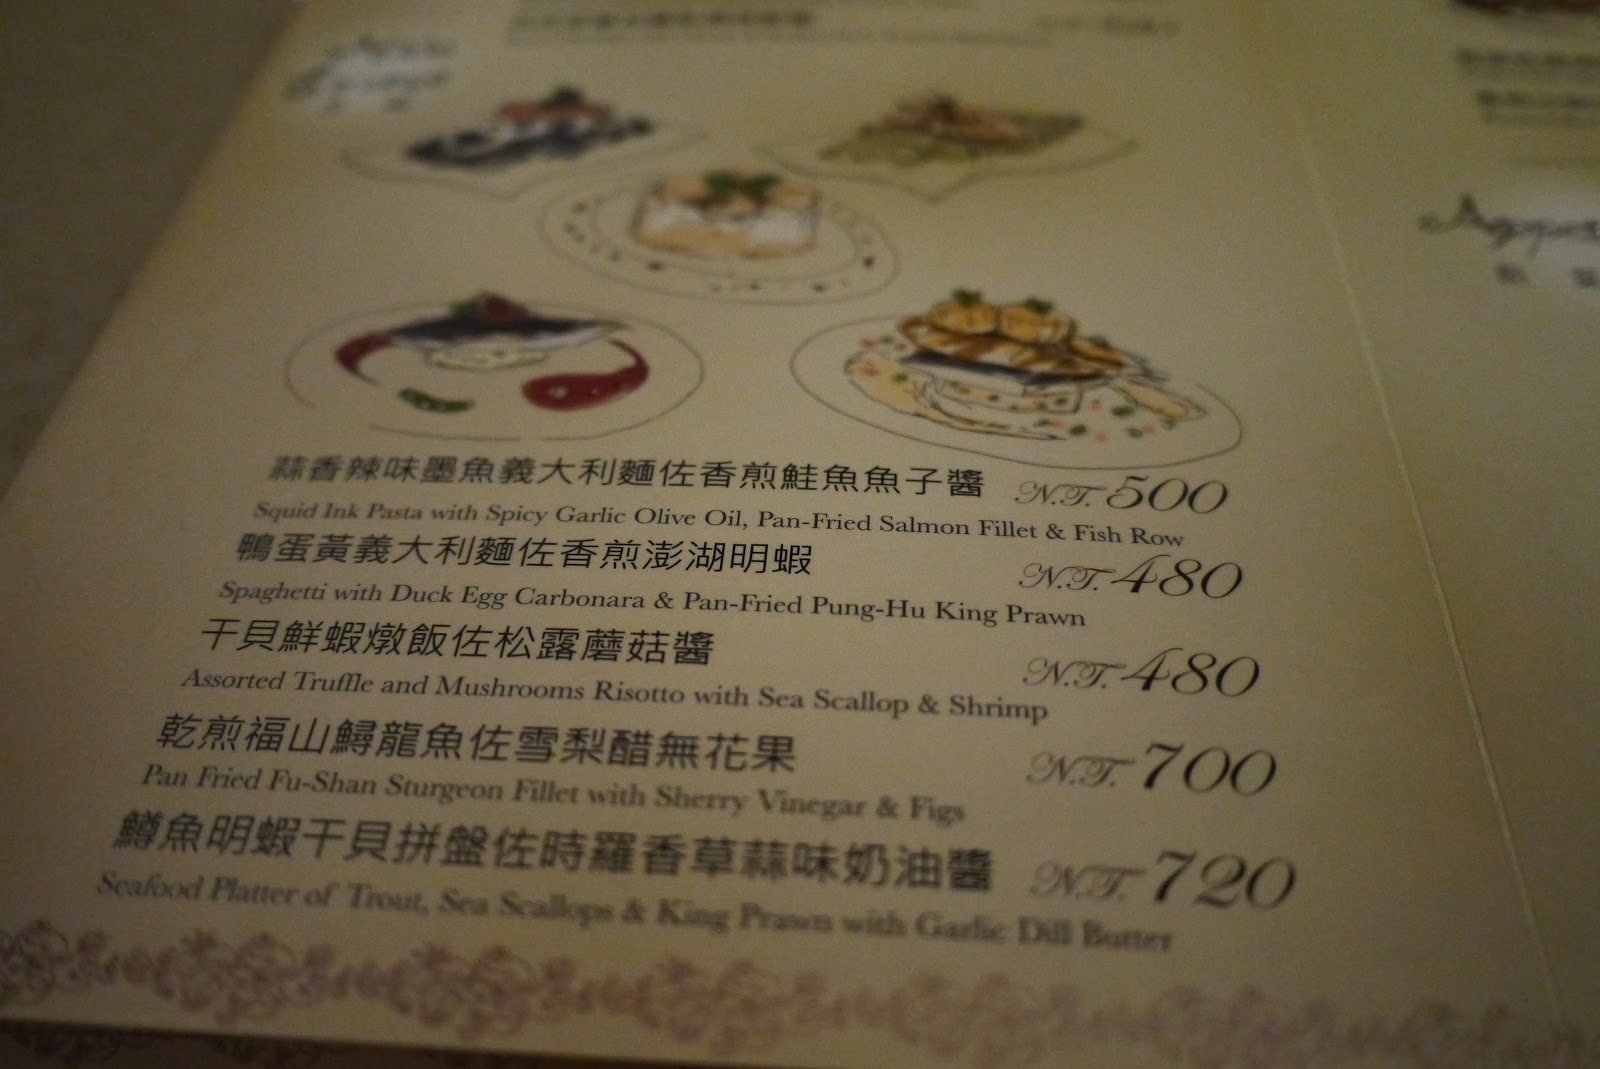 蒜香辣味墨魚義大利麵佐香煎鮭魚魚子醬 N.T. 500
Squid Ink Pasta with Spicy Garlic Olive Oil, Pan-Fried Salmon Fillet & Fish Row
鴨蛋黃義大利麵佐香煎澎湖明蝦 N.T. 480
Spaghetti with Duck Egg Carbonara & Pan-Fried Pung-Hu King Prawn
干貝鮮蝦燉飯佐松露蘑菇醬 N.T. 480
Assorted Truffle and Mushrooms Risotto with Sea Scallop & Shrimp
乾煎福山鱘龍魚佐雪梨醋無花果 N.T. 700
Pan Fried Fu-Shan Sturgeon Fillet with Sherry Vinegar & Figs
鱒魚明蝦干貝拼盤佐時羅香草蒜味奶油醬 N.T. 720
Seafood Platter of Trout, Sea Scallops & King Prawn with Garlic Dill Butter